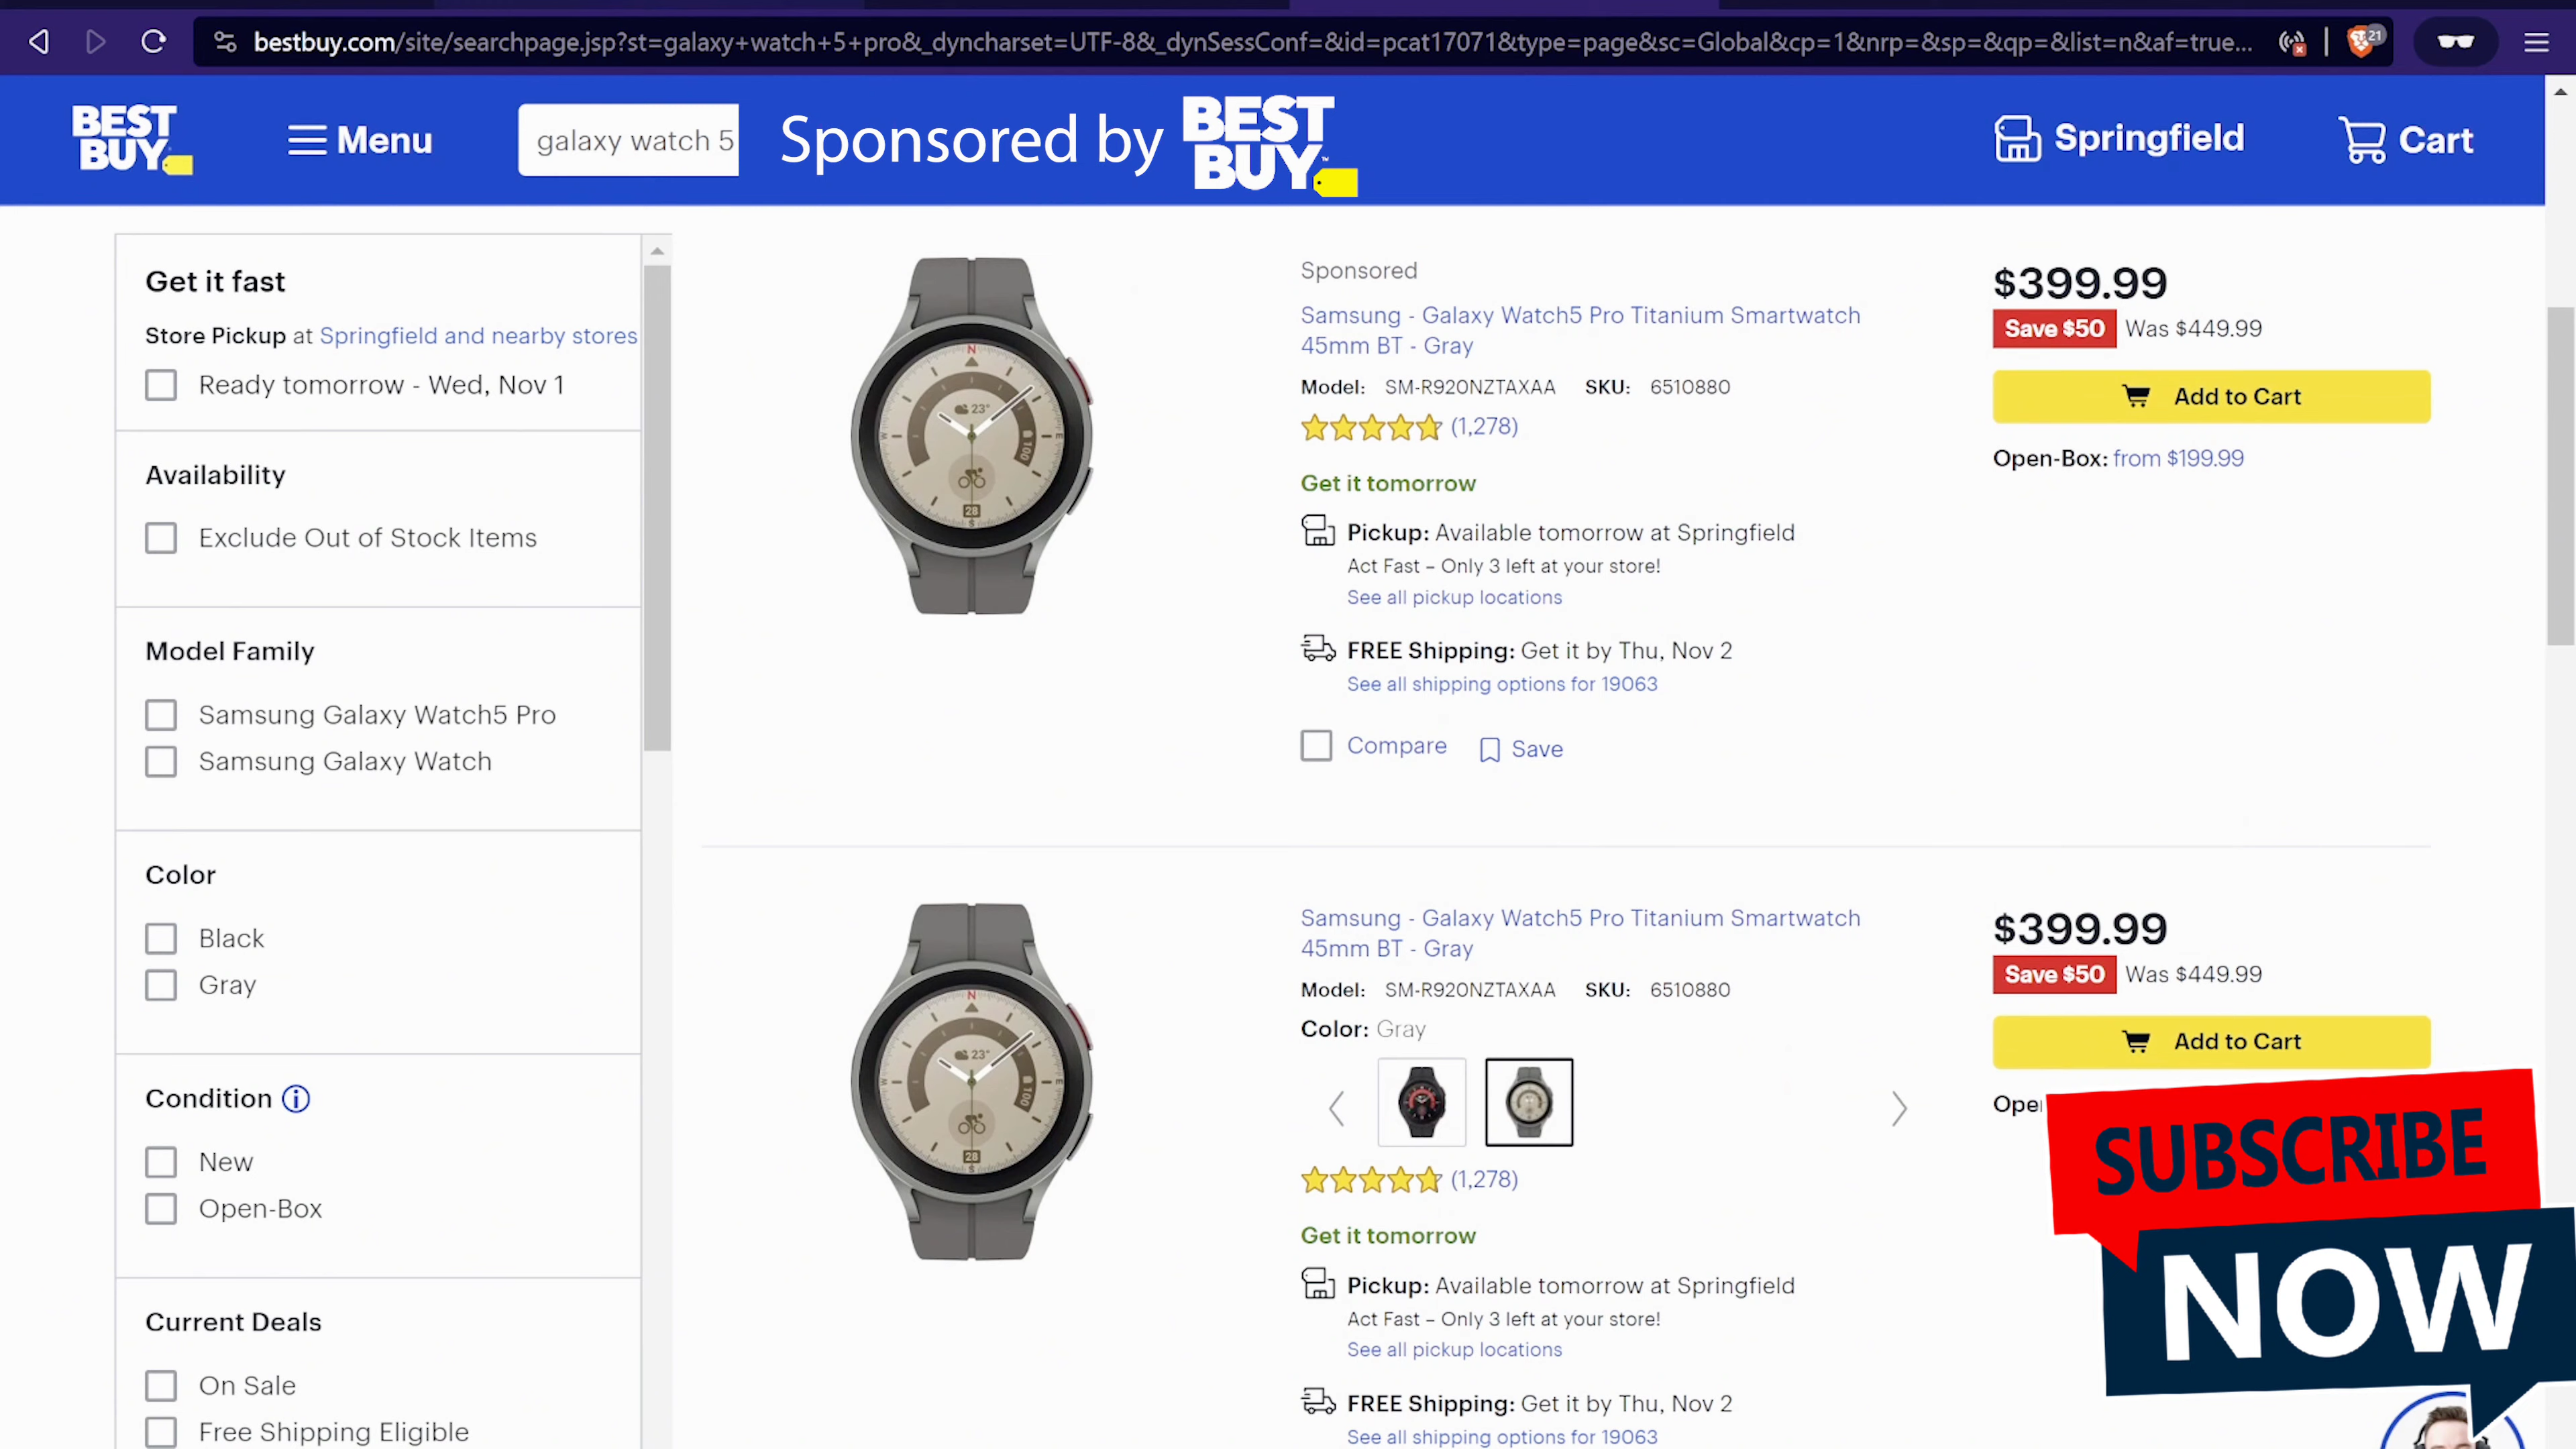 21
bestbuy.com/site/searchpage.jsp?st=galaxy+watch+5+pro&_dyncharset=UTF-8&_dynSessConf=&id=pcat17071&type=page&sc=Global&cp=1&nrp=&sp=&qp=&list=n&af=true...
BEST BUY
Menu
galaxy watch 5
Sponsored by BEST BUY™
Springfield
Cart
Get it fast
Store Pickup at Springfield and nearby stores
Ready tomorrow - Wed, Nov 1
Availability
Exclude Out of Stock Items
Model Family
Samsung Galaxy Watch5 Pro
Samsung Galaxy Watch
Color
Black
Gray
Condition
New
Open-Box
Current Deals
On Sale
Free Shipping Eligible
N
23°
100
28
S
Sponsored
Samsung - Galaxy Watch5 Pro Titanium Smartwatch
45mm BT - Gray
Model: SM-R920NZTAXAA SKU: 6510880
(1,278)
Get it tomorrow
Pickup: Available tomorrow at Springfield
Act Fast – Only 3 left at your store!
See all pickup locations
FREE Shipping: Get it by Thu, Nov 2
See all shipping options for 19063
Compare Save
$399.99
Save $50 Was $449.99
Add to Cart
Open-Box: from $199.99
N
23°
100
28
S
Samsung - Galaxy Watch5 Pro Titanium Smartwatch
45mm BT - Gray
Model: SM-R920NZTAXAA SKU: 6510880
Color: Gray
(1,278)
Get it tomorrow
Pickup: Available tomorrow at Springfield
Act Fast – Only 3 left at your store!
See all pickup locations
FREE Shipping: Get it by Thu, Nov 2
See all shipping options for 19063
$399.99
Save $50 Was $449.99
Add to Cart
Ope
SUBSCRIBE
NOW